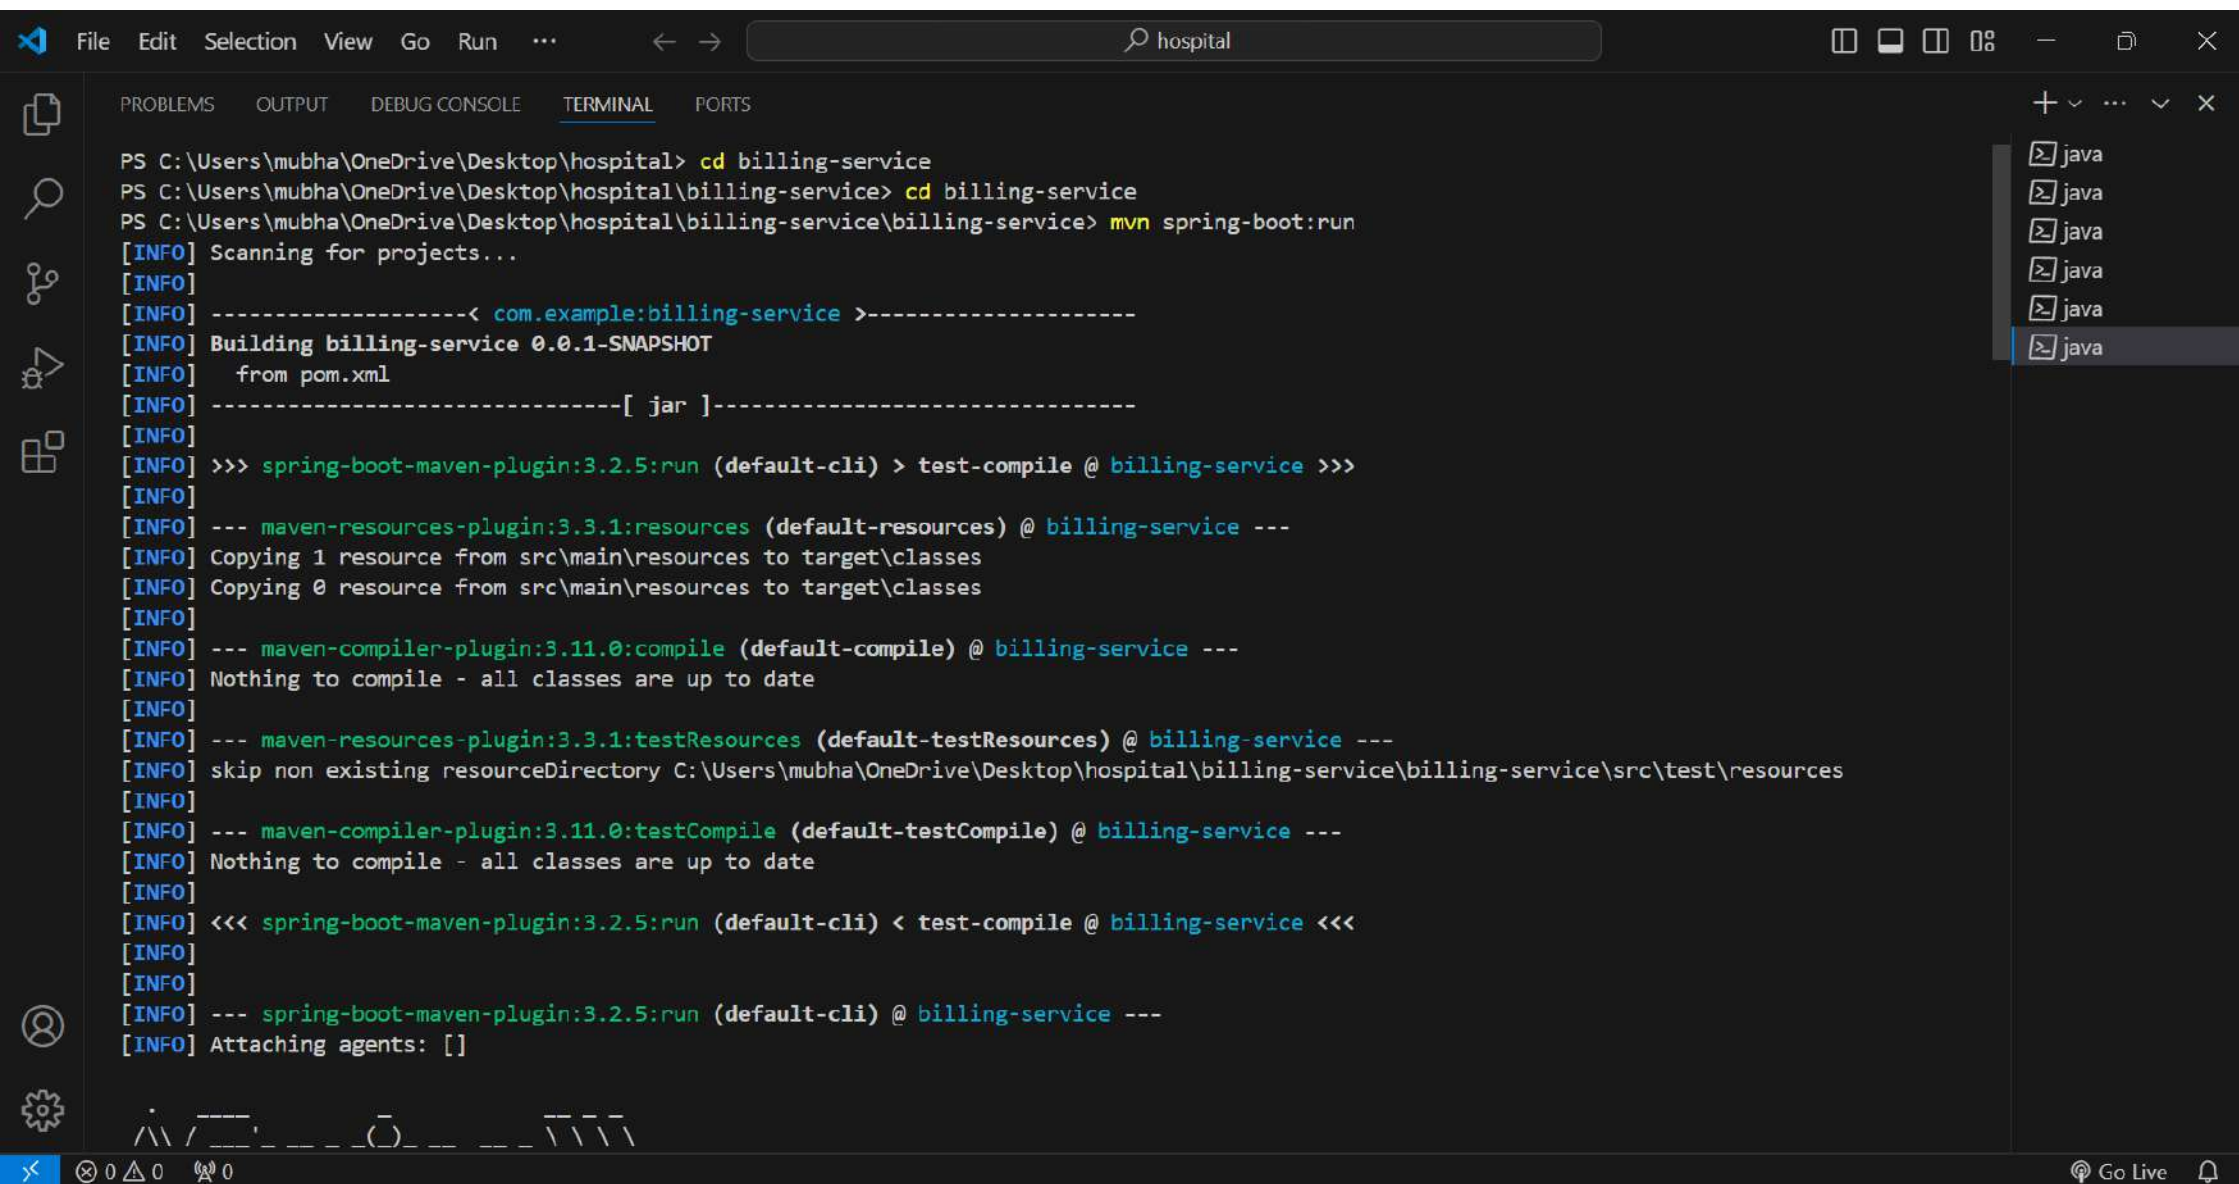 File Edit Selection View Go Run ··· ← → hospital
PROBLEMS OUTPUT DEBUG CONSOLE TERMINAL PORTS
PS C:\Users\mubha\OneDrive\Desktop\hospital> cd billing-service
PS C:\Users\mubha\OneDrive\Desktop\hospital\billing-service> cd billing-service
PS C:\Users\mubha\OneDrive\Desktop\hospital\billing-service\billing-service> mvn spring-boot:run
[INFO] Scanning for projects...
[INFO]
[INFO] --------------------< com.example:billing-service >---------------------
[INFO] Building billing-service 0.0.1-SNAPSHOT
[INFO]   from pom.xml
[INFO] --------------------------------[ jar ]---------------------------------
[INFO]
[INFO] >>> spring-boot-maven-plugin:3.2.5:run (default-cli) > test-compile @ billing-service >>>
[INFO]
[INFO] --- maven-resources-plugin:3.3.1:resources (default-resources) @ billing-service ---
[INFO] Copying 1 resource from src\main\resources to target\classes
[INFO] Copying 0 resource from src\main\resources to target\classes
[INFO]
[INFO] --- maven-compiler-plugin:3.11.0:compile (default-compile) @ billing-service ---
[INFO] Nothing to compile - all classes are up to date
[INFO]
[INFO] --- maven-resources-plugin:3.3.1:testResources (default-testResources) @ billing-service ---
[INFO] skip non existing resourceDirectory C:\Users\mubha\OneDrive\Desktop\hospital\billing-service\billing-service\src\test\resources
[INFO]
[INFO] --- maven-compiler-plugin:3.11.0:testCompile (default-testCompile) @ billing-service ---
[INFO] Nothing to compile - all classes are up to date
[INFO]
[INFO] <<< spring-boot-maven-plugin:3.2.5:run (default-cli) < test-compile @ billing-service <<<
[INFO]
[INFO]
[INFO] --- spring-boot-maven-plugin:3.2.5:run (default-cli) @ billing-service ---
[INFO] Attaching agents: []
  .   ____          _            __ _ _
 /\\ / ___'_ __ _ _(_)_ __  __ _ \ \ \ \
java
java
java
java
java
java
0 0 0 Go Live